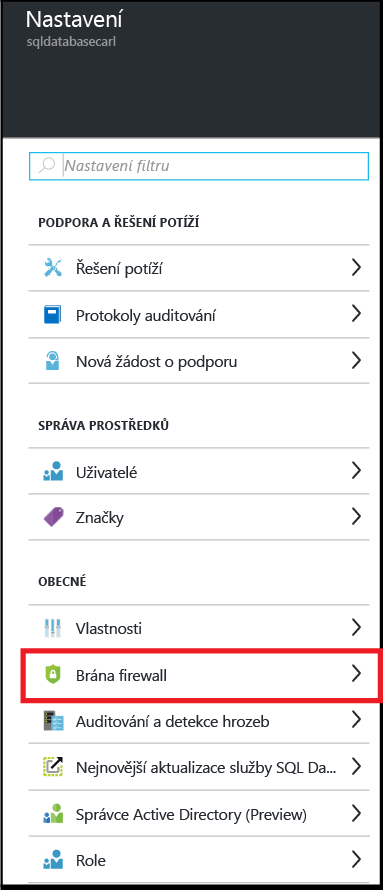 Nastavení
sqldatabasecarl
Nastavení filtru
PODPORA A ŘEŠENÍ POTÍŽÍ
Řešení potíží
Protokoly auditování
Nová žádost o podporu
SPRÁVA PROSTŘEDKŮ
Uživatelé
Značky
OBECNÉ
Vlastnosti
Brána firewall
Auditování a detekce hrozeb
Nejnovější aktualizace služby SQL Da...
Správce Active Directory (Preview)
Role